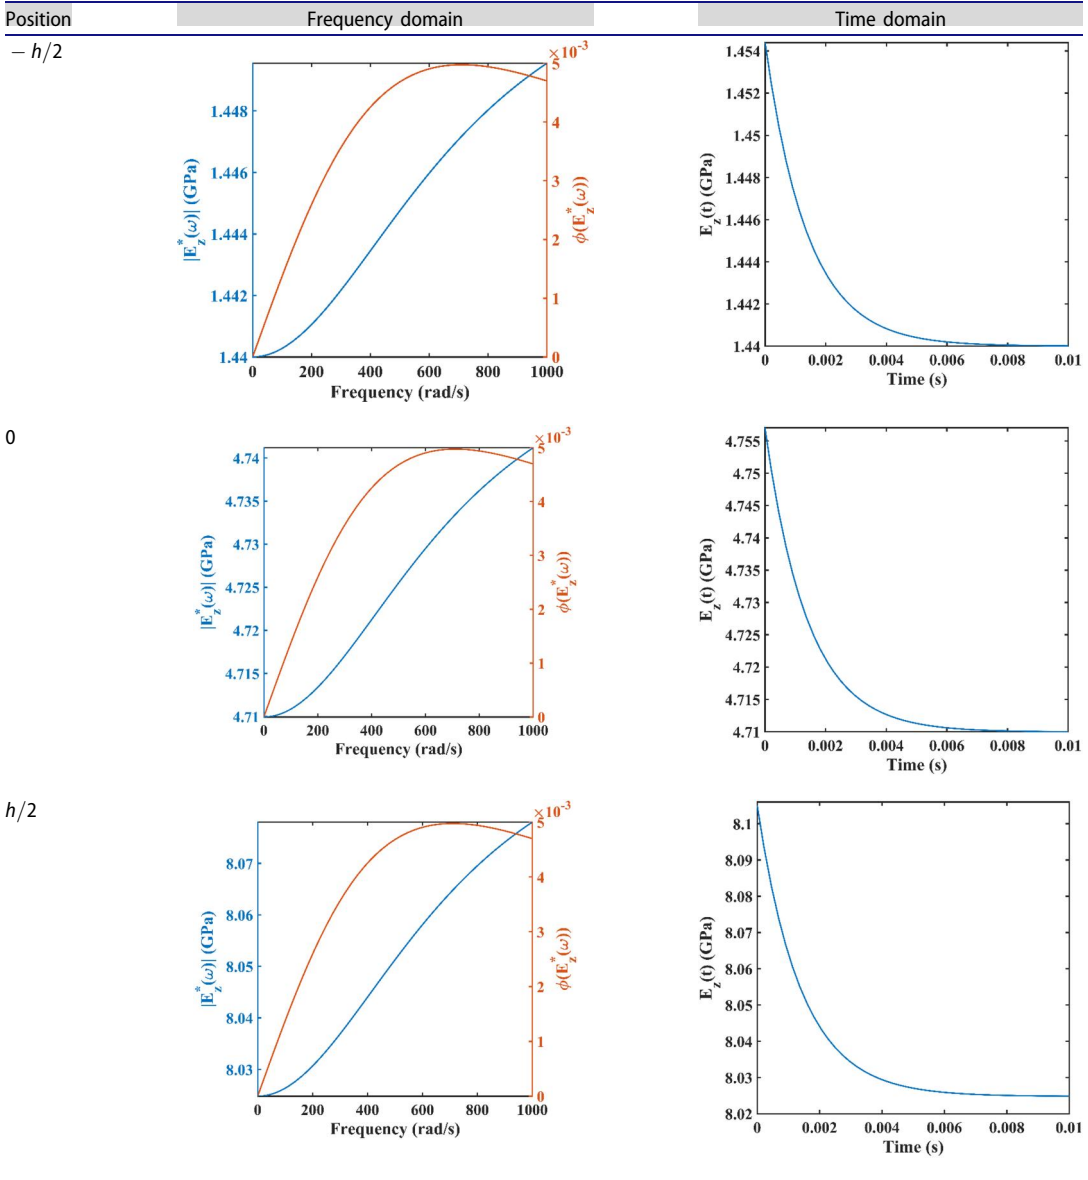 Position Frequency domain Time domain
− h/2
×10⁻³
|E*z(ω)| (GPa)
1.448
1.446
1.444
1.442
1.44
5
4
3
2
1
0
ϕ(E*z(ω))
0 200 400 600 800 1000
Frequency (rad/s)
Ez(t) (GPa)
1.454
1.452
1.45
1.448
1.446
1.444
1.442
1.44
0 0.002 0.004 0.006 0.008 0.01
Time (s)
0
×10⁻³
|E*z(ω)| (GPa)
4.74
4.735
4.73
4.725
4.72
4.715
4.71
5
4
3
2
1
0
ϕ(E*z(ω))
0 200 400 600 800 1000
Frequency (rad/s)
Ez(t) (GPa)
4.755
4.75
4.745
4.74
4.735
4.73
4.725
4.72
4.715
4.71
0 0.002 0.004 0.006 0.008 0.01
Time (s)
h/2
×10⁻³
|E*z(ω)| (GPa)
8.07
8.06
8.05
8.04
8.03
5
4
3
2
1
0
ϕ(E*z(ω))
0 200 400 600 800 1000
Frequency (rad/s)
Ez(t) (GPa)
8.1
8.09
8.08
8.07
8.06
8.05
8.04
8.03
8.02
0 0.002 0.004 0.006 0.008 0.01
Time (s)